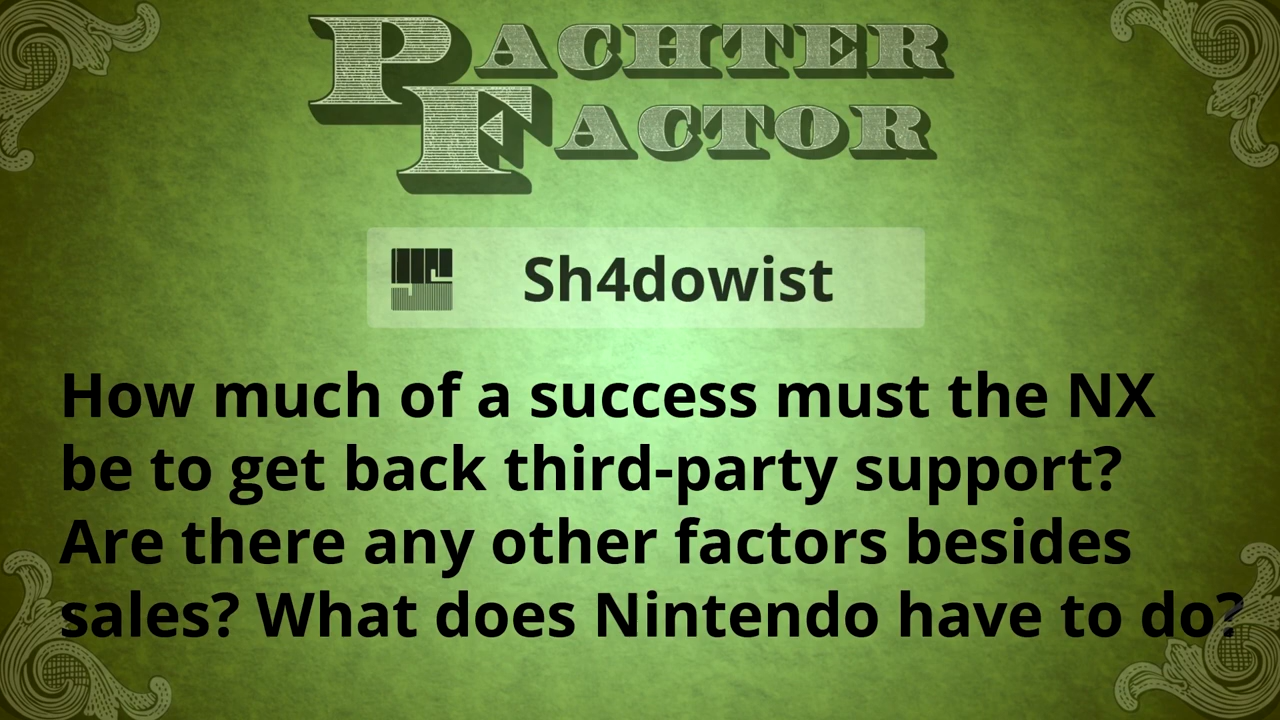 PACHTER
FACTOR
Sh4dowist
How much of a success must the NX
be to get back third-party support?
Are there any other factors besides
sales? What does Nintendo have to do?